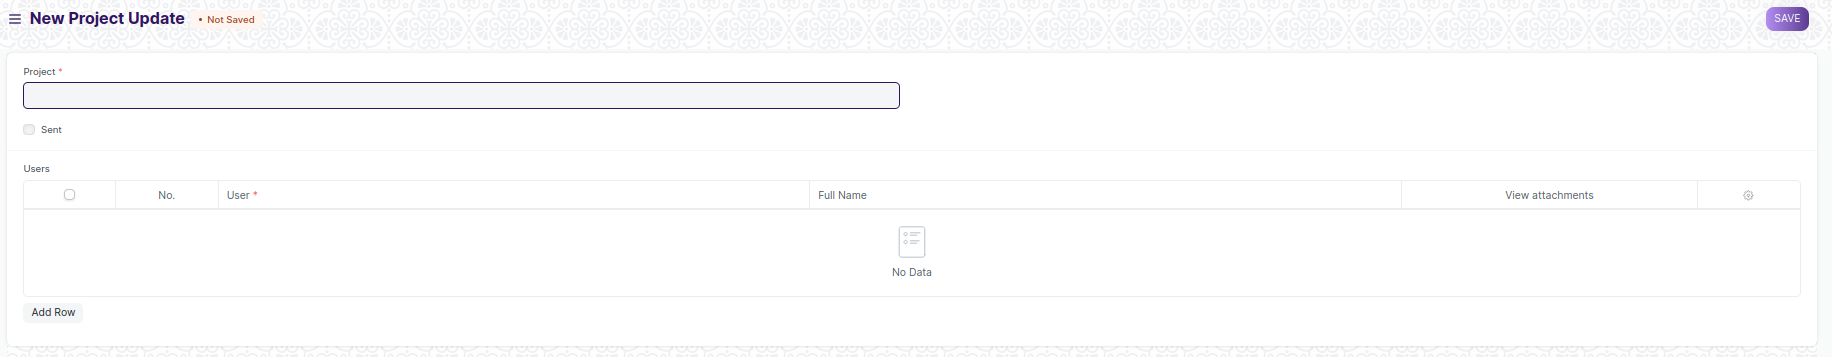 New Project Update • Not Saved SAVE
Project *
Sent
Users
No. User * Full Name View attachments
No Data
Add Row